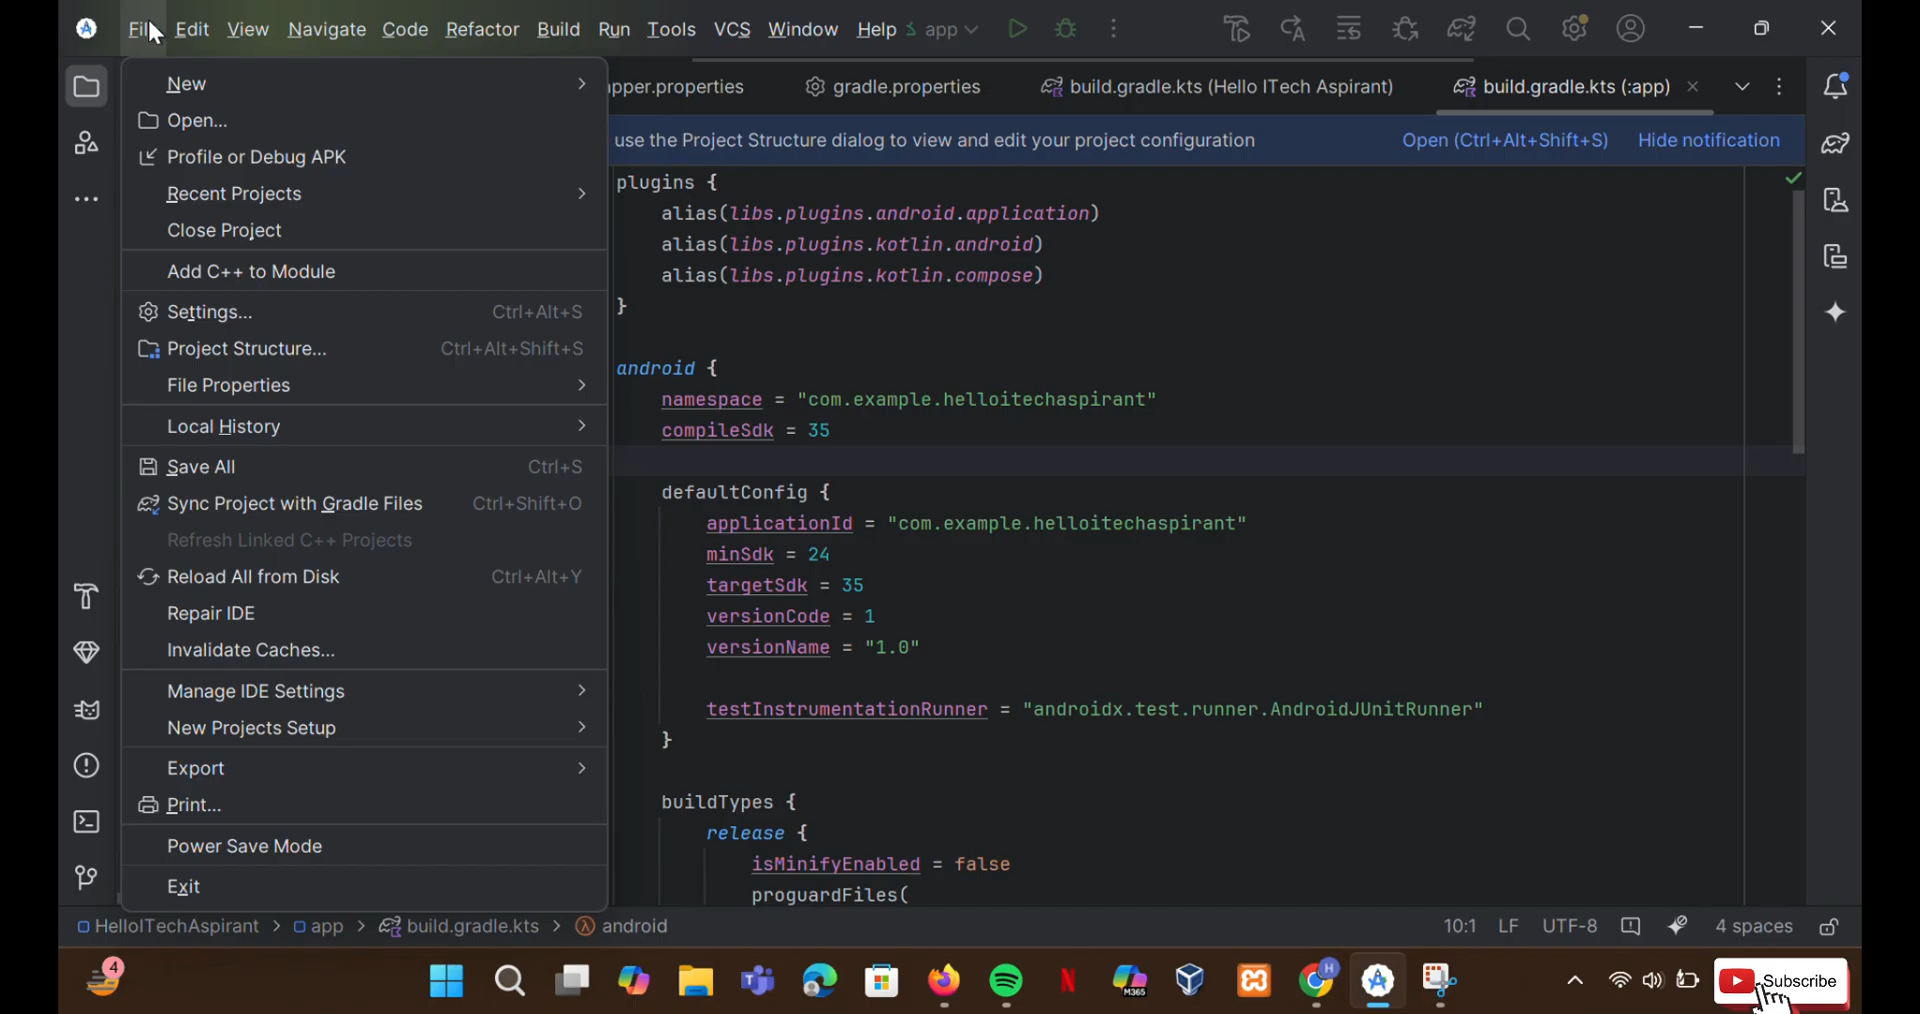 File Edit View Navigate Code Refactor Build Run Tools VCS Window Help app
New
Open...
Profile or Debug APK
Recent Projects
Close Project
Add C++ to Module
Settings... Ctrl+Alt+S
Project Structure... Ctrl+Alt+Shift+S
File Properties
Local History
Save All Ctrl+S
Sync Project with Gradle Files Ctrl+Shift+O
Refresh Linked C++ Projects
Reload All from Disk Ctrl+Alt+Y
Repair IDE
Invalidate Caches...
Manage IDE Settings
New Projects Setup
Export
Print...
Power Save Mode
Exit
pper.properties gradle.properties build.gradle.kts (Hello ITech Aspirant) build.gradle.kts (:app)
use the Project Structure dialog to view and edit your project configuration Open (Ctrl+Alt+Shift+S) Hide notification
plugins {
alias(libs.plugins.android.application)
alias(libs.plugins.kotlin.android)
alias(libs.plugins.kotlin.compose)
}
android {
namespace = "com.example.helloitechaspirant"
compileSdk = 35
defaultConfig {
applicationId = "com.example.helloitechaspirant"
minSdk = 24
targetSdk = 35
versionCode = 1
versionName = "1.0"
testInstrumentationRunner = "androidx.test.runner.AndroidJUnitRunner"
}
buildTypes {
release {
isMinifyEnabled = false
proguardFiles(
HelloITechAspirant > app > build.gradle.kts > android 10:1 LF UTF-8 4 spaces
4 N M365 H Subscribe